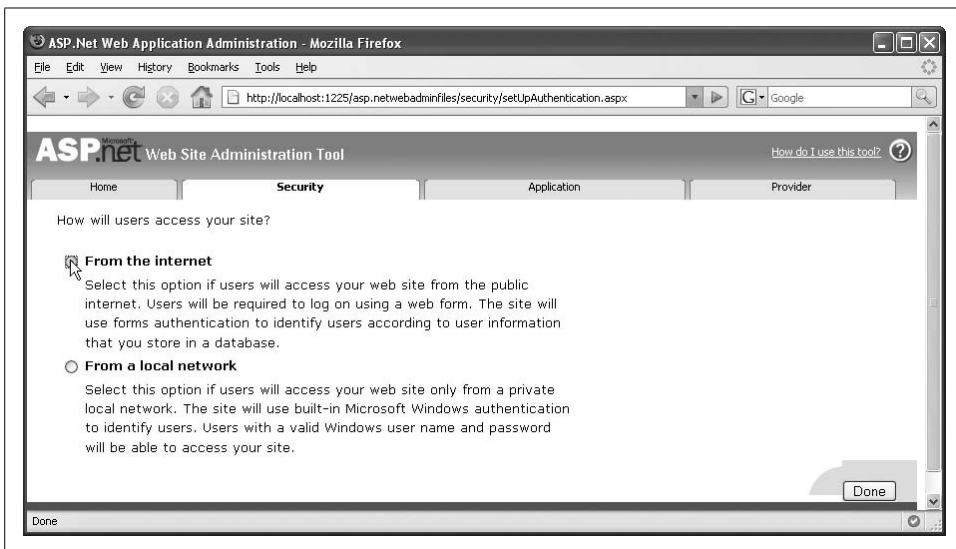 ASP.Net Web Application Administration - Mozilla Firefox
File Edit View History Bookmarks Tools Help
http://localhost:1225/asp.netwebadminfiles/security/setUpAuthentication.aspx
G Google
Microsoft
ASP.net Web Site Administration Tool
How do I use this tool? ?
Home Security Application Provider
How will users access your site?
From the internet
Select this option if users will access your web site from the public
internet. Users will be required to log on using a web form. The site will
use forms authentication to identify users according to user information
that you store in a database.
From a local network
Select this option if users will access your web site only from a private
local network. The site will use built-in Microsoft Windows authentication
to identify users. Users with a valid Windows user name and password
will be able to access your site.
Done
Done